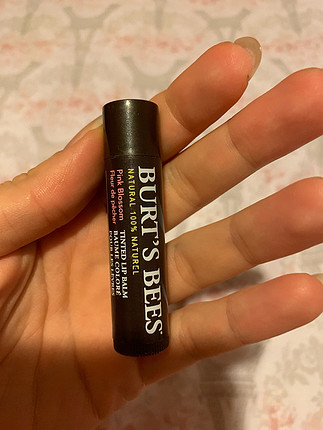 BURT'S BEES
NATURAL 100% NATUREL
TINTED LIP BALM
BAUME COLORÉ
POUR LES LÈVRES
Pink Blossom
Fleur de pêcher